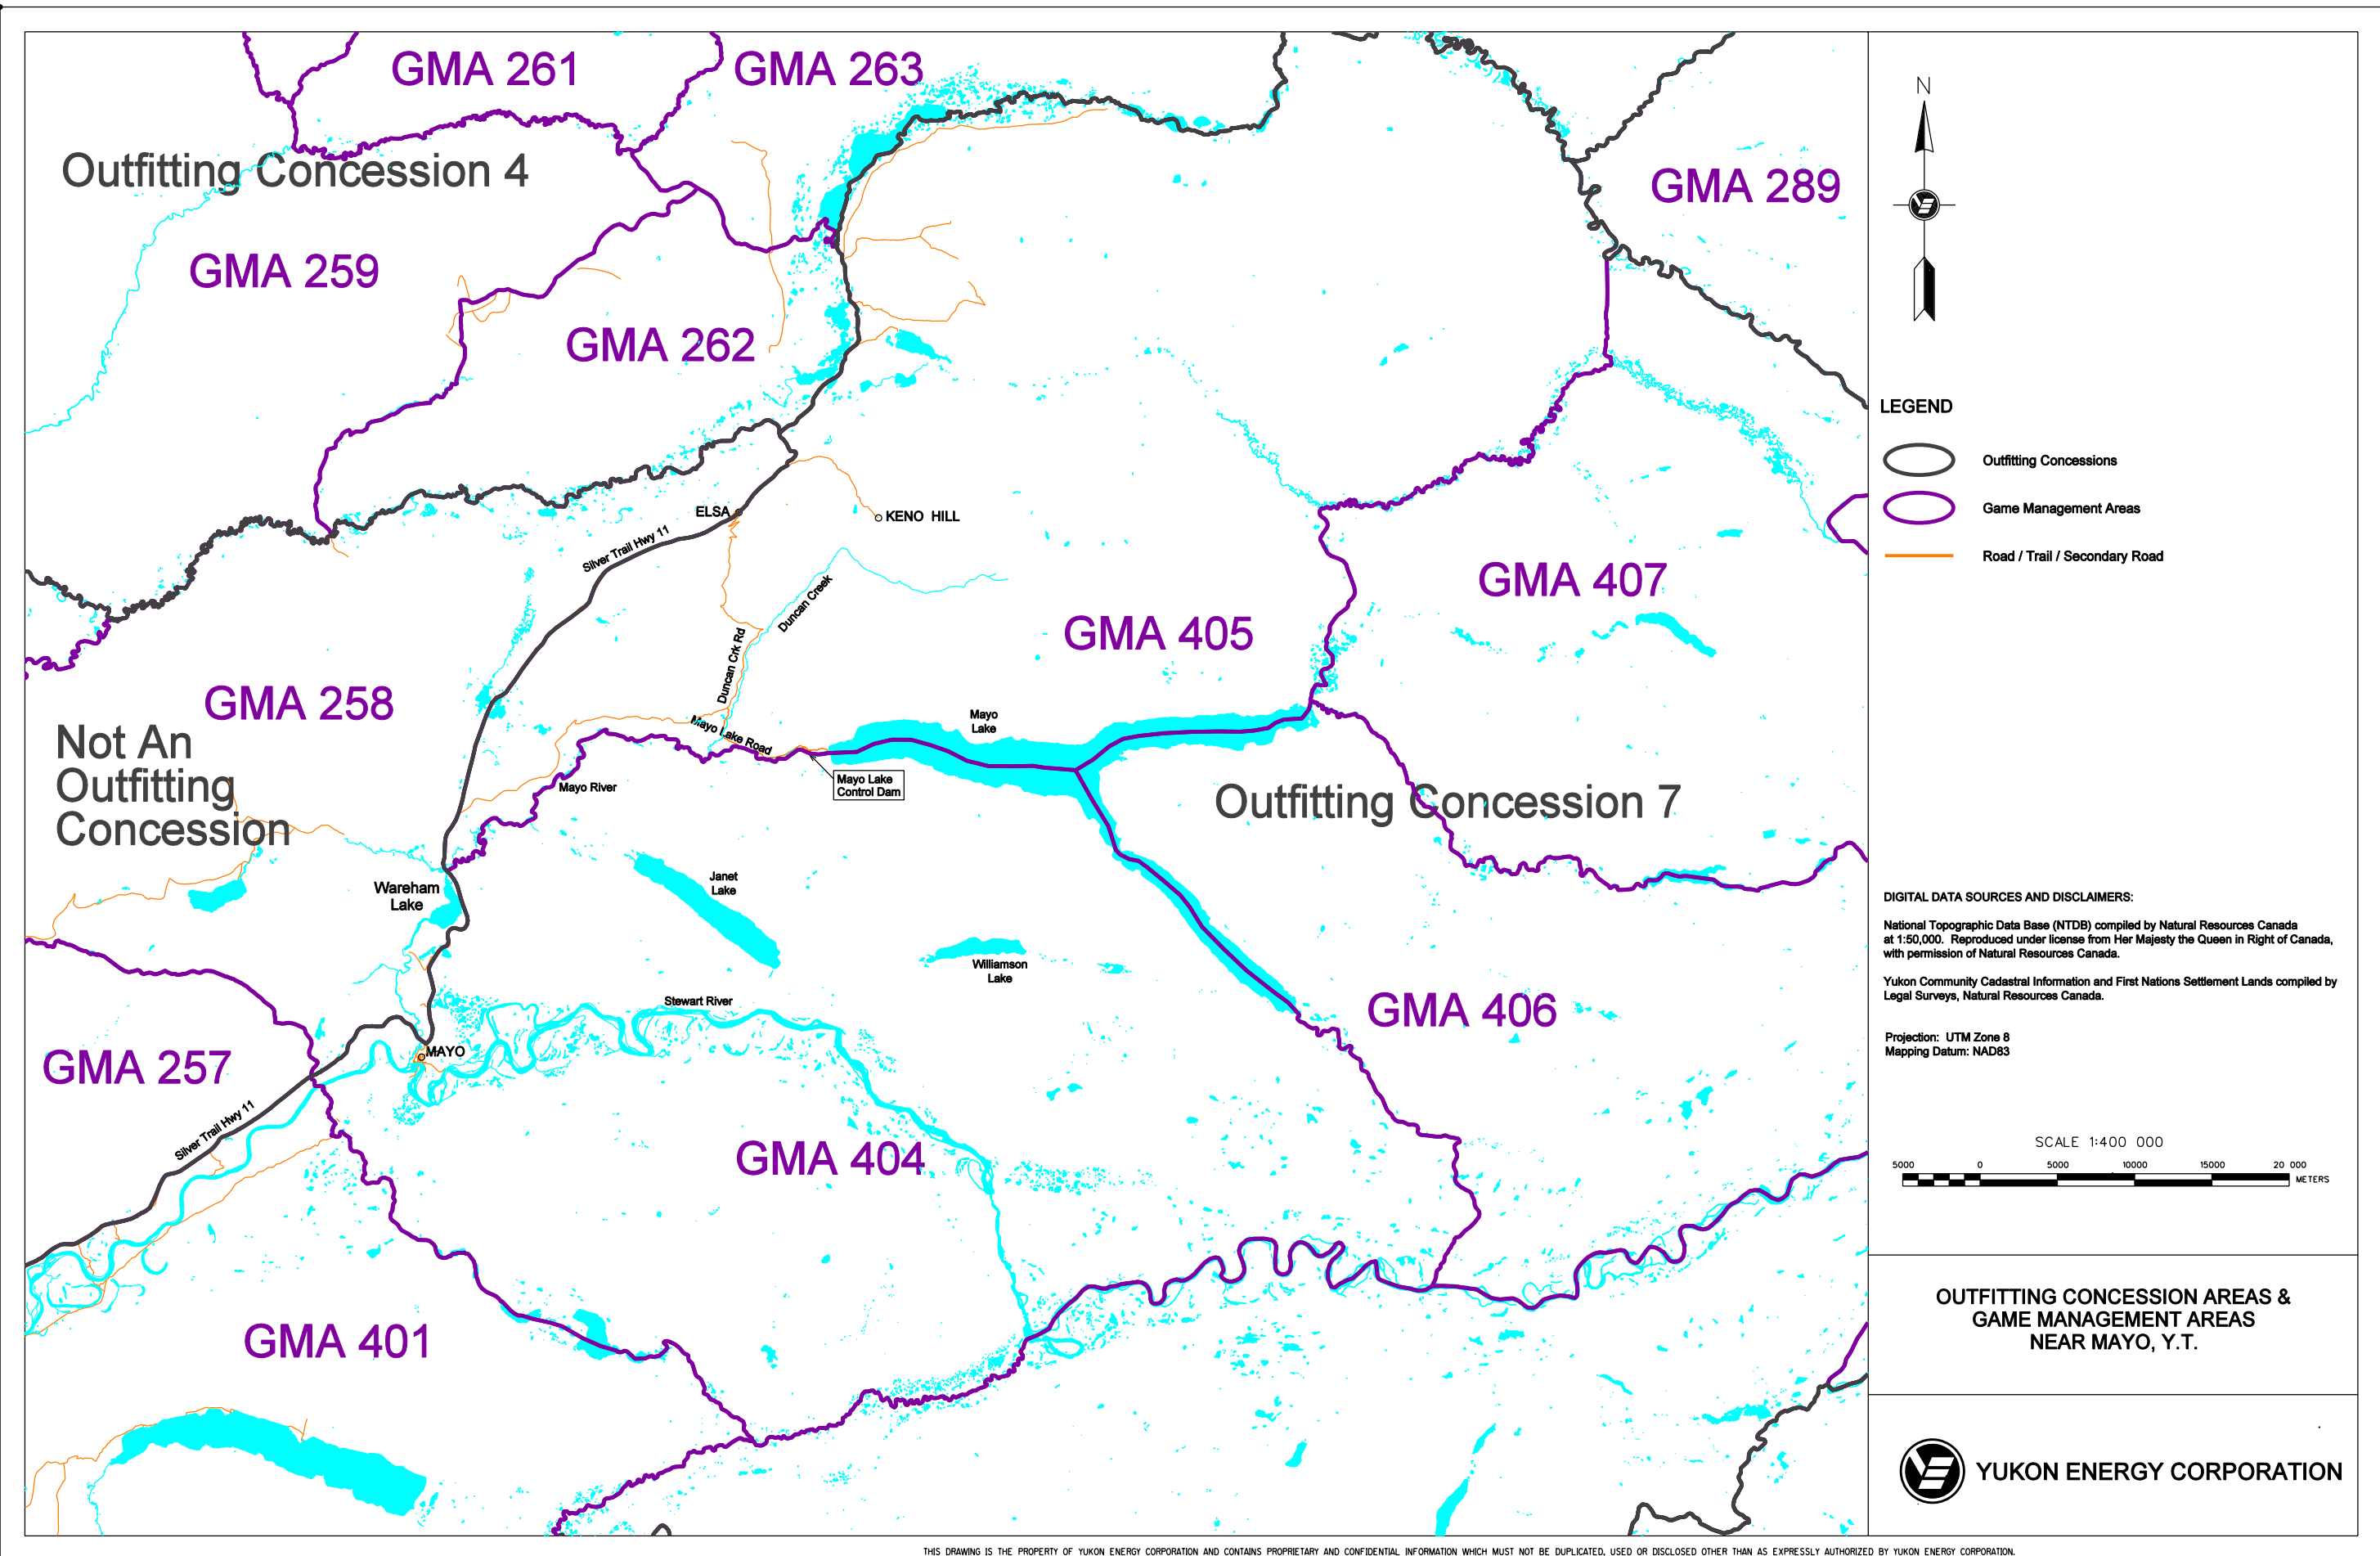 GMA 261
GMA 263
Outfitting Concession 4
GMA 289
GMA 259
GMA 262
ELSA
KENO HILL
Silver Trail Hwy 11
Duncan Creek
GMA 405
GMA 407
Duncan Crk Rd
GMA 258
Not An
Outfitting
Concession
Mayo Lake Road
Mayo
Lake
Mayo River
Mayo Lake
Control Dam
Outfitting Concession 7
Janet
Lake
Wareham
Lake
Williamson
Lake
Stewart River
GMA 406
MAYO
GMA 257
Silver Trail Hwy 11
GMA 404
GMA 401
N
LEGEND
Outfitting Concessions
Game Management Areas
Road / Trail / Secondary Road
DIGITAL DATA SOURCES AND DISCLAIMERS:
National Topographic Data Base (NTDB) compiled by Natural Resources Canada
at 1:50,000. Reproduced under license from Her Majesty the Queen in Right of Canada,
with permission of Natural Resources Canada.
Yukon Community Cadastral Information and First Nations Settlement Lands compiled by
Legal Surveys, Natural Resources Canada.
Projection: UTM Zone 8
Mapping Datum: NAD83
SCALE 1:400 000
5000 0 5000 10000 15000 20 000
METERS
OUTFITTING CONCESSION AREAS &
GAME MANAGEMENT AREAS
NEAR MAYO, Y.T.
YUKON ENERGY CORPORATION
THIS DRAWING IS THE PROPERTY OF YUKON ENERGY CORPORATION AND CONTAINS PROPRIETARY AND CONFIDENTIAL INFORMATION WHICH MUST NOT BE DUPLICATED, USED OR DISCLOSED OTHER THAN AS EXPRESSLY AUTHORIZED BY YUKON ENERGY CORPORATION.